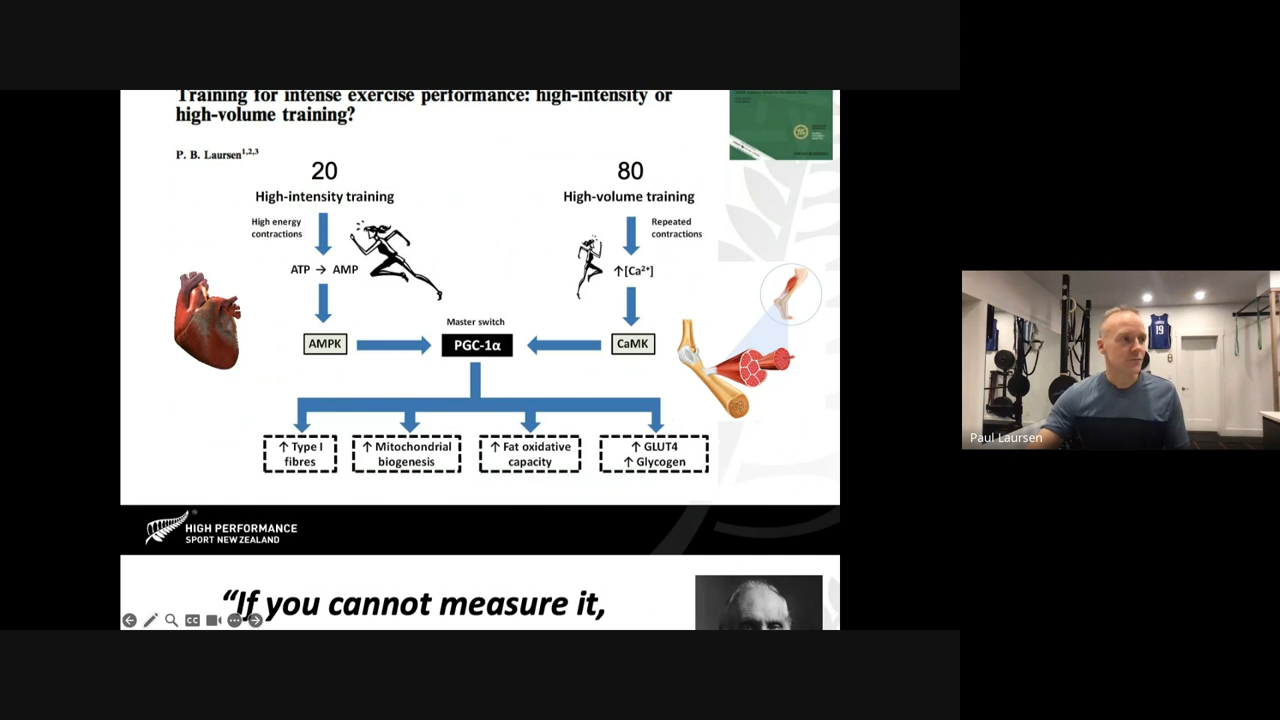 Training for intense exercise performance: high-intensity or
high-volume training?
P. B. Laursen1,2,3
20
80
High-intensity training
High-volume training
High energy
contractions
Repeated
contractions
ATP → AMP
↑[Ca²⁺]
Master switch
AMPK
PGC-1α
CaMK
↑ Type I
fibres
↑ Mitochondrial
biogenesis
↑ Fat oxidative
capacity
↑ GLUT4
↑ Glycogen
HIGH PERFORMANCE
SPORT NEW ZEALAND
“If you cannot measure it,
CC
19
Paul Laursen